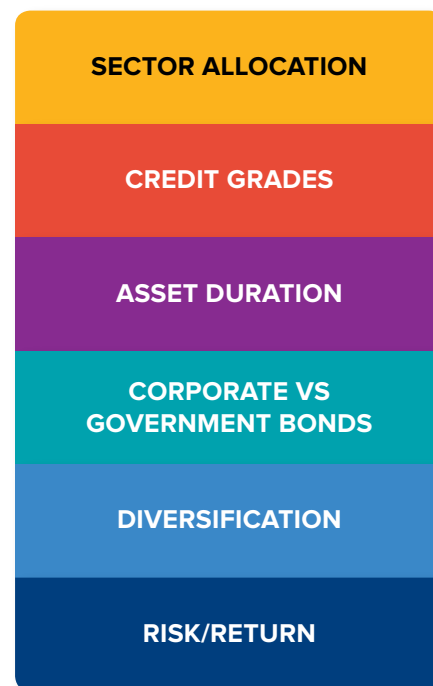 SECTOR ALLOCATION
CREDIT GRADES
ASSET DURATION
CORPORATE VS
GOVERNMENT BONDS
DIVERSIFICATION
RISK/RETURN